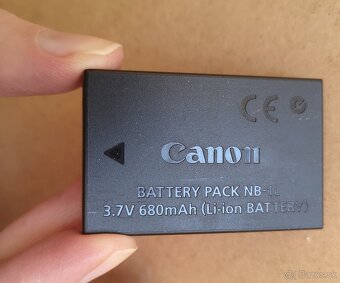 CE
Canon
BATTERY PACK NB-1L
3.7V 680mAh (Li-ion BATTERY)